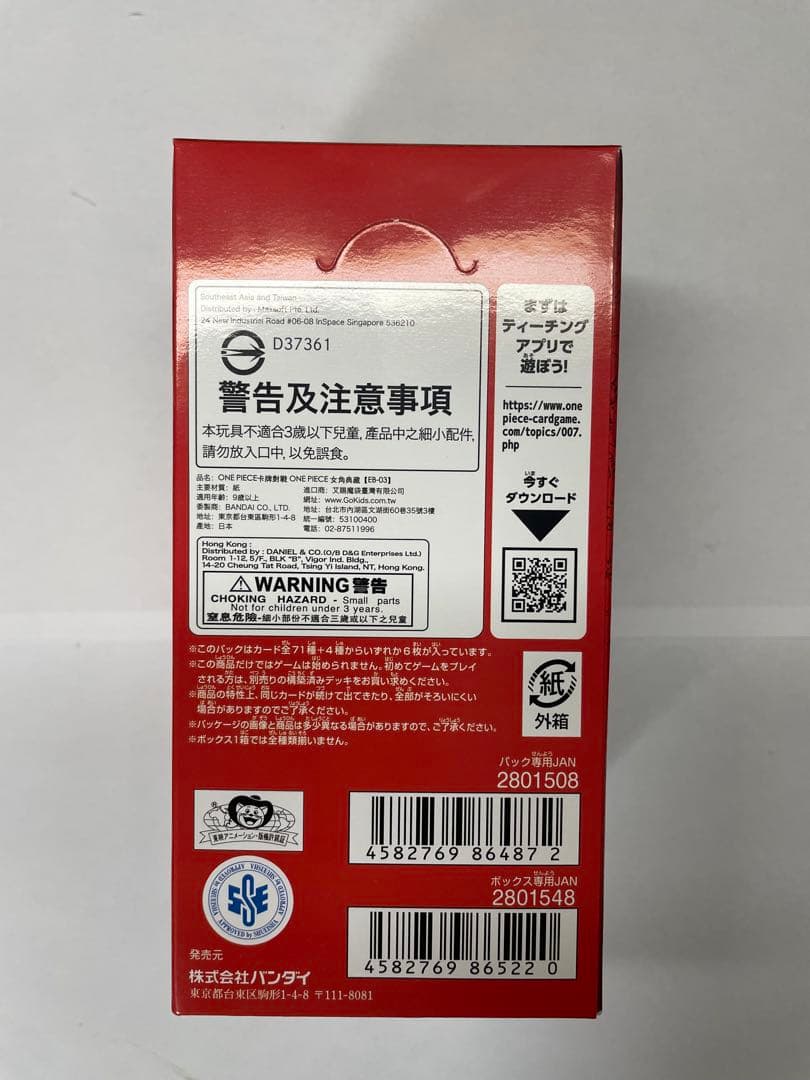 Southeast Asia and Taiwan
Distributed by : Maxsoft Pte. Ltd.
24 New Industrial Road #06-08 InSpace Singapore 536210
D37361
警告及注意事項
本玩具不適合3歲以下兒童，產品中之細小配件，
請勿放入口中，以免誤食。
品名：ONE PIECE卡牌對戰 ONE PIECE 女角典藏【EB-03】
主要材質：紙
適用年齡：9歲以上
委製商：BANDAI CO., LTD.
地址：東京都台東區駒形1-4-8
產地：日本
進口商：艾賜魔袋臺灣有限公司
網址：www.GoKids.com.tw
地址：台北市內湖區文湖街60巷35號3樓
統一編號：53100400
電話：02-87511996
Hong Kong :
Distributed by : DANIEL & CO.(O/B D&G Enterprises Ltd.)
Room 1-12, 5/F., BLK "B", Vigor Ind. Bldg.,
14-20 Cheung Tat Road, Tsing Yi Island, NT, Hong Kong.
WARNING 警告
CHOKING HAZARD - Small parts
Not for children under 3 years.
窒息危險-細小部份不適合三歲或以下之兒童
まずは
ティーチング
アプリで
遊ぼう!
https://www.one
piece-cardgame.
com/topics/007.
php
今すぐ
ダウンロード
※このパックはカード全71種+4種からいずれか6枚が入っています。
※この商品だけではゲームは始められません。初めてゲームをプレイ
される方は、別売りの構築済みデッキをお買い求めください。
※商品の特性上、同じカードが続けて出てきたり、全部がそろいにくい
場合がありますのでご了承ください。
※パッケージの画像と商品は多少異なる場合がありますので、ご了承ください。
※ボックス1箱では全種類揃いません。
紙
外箱
パック専用JAN
2801508
4582769 864872
ボックス専用JAN
2801548
4582769 865220
東映アニメーション・版権許諾証
APPROVED by SHUEISHA
発売元
株式会社バンダイ
東京都台東区駒形1-4-8 〒111-8081